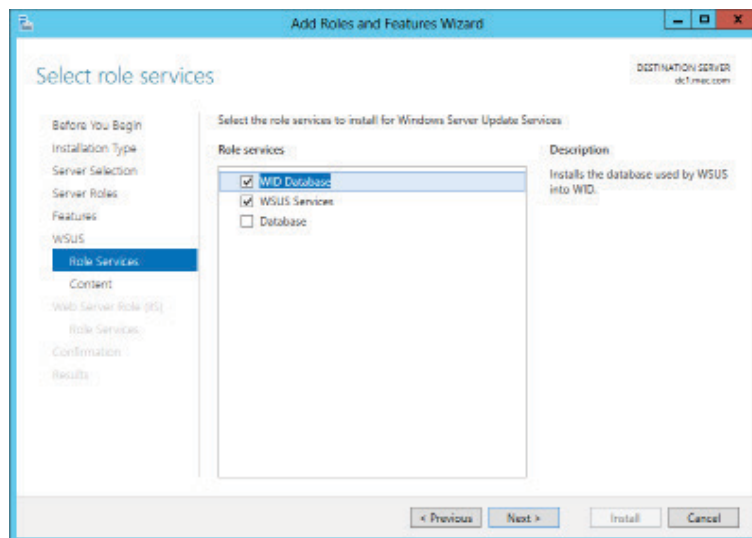 Add Roles and Features Wizard
Select role services
DESTINATION SERVER
dc1.mac.com
Before You Begin
Installation Type
Server Selection
Server Roles
Features
WSUS
Role Services
Content
Web Server Role (IIS)
Role Services
Confirmation
Results
Select the role services to install for Windows Server Update Services
Role services
WID Database
WSUS Services
Database
Description
Installs the database used by WSUS
into WID.
< Previous
Next >
Install
Cancel